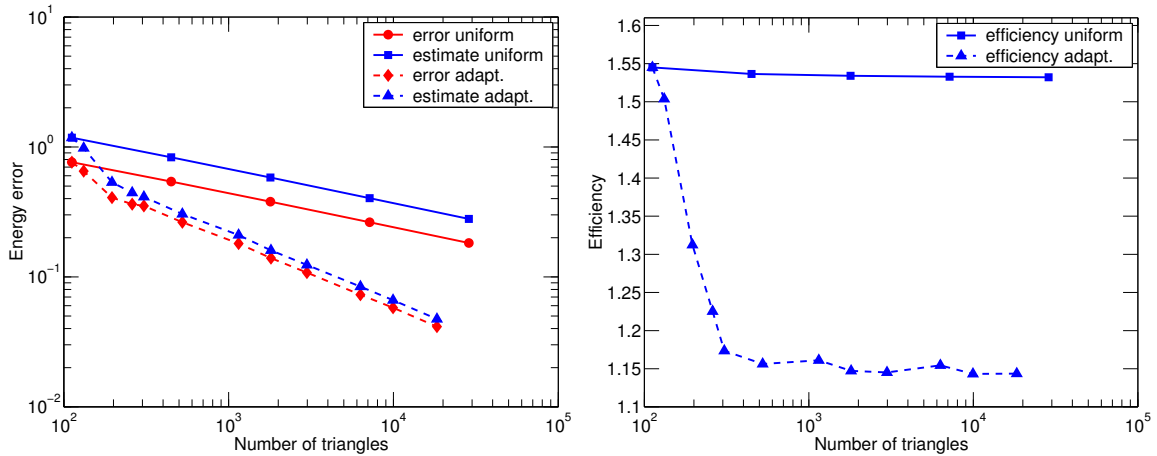 10^1
10^0
10^-1
10^-2
Energy error
10^2
10^3
10^4
10^5
Number of triangles
error uniform
estimate uniform
error adapt.
estimate adapt.
1.6
1.55
1.5
1.45
1.4
1.35
1.3
1.25
1.2
1.15
1.1
Efficiency
10^2
10^3
10^4
10^5
Number of triangles
efficiency uniform
efficiency adapt.